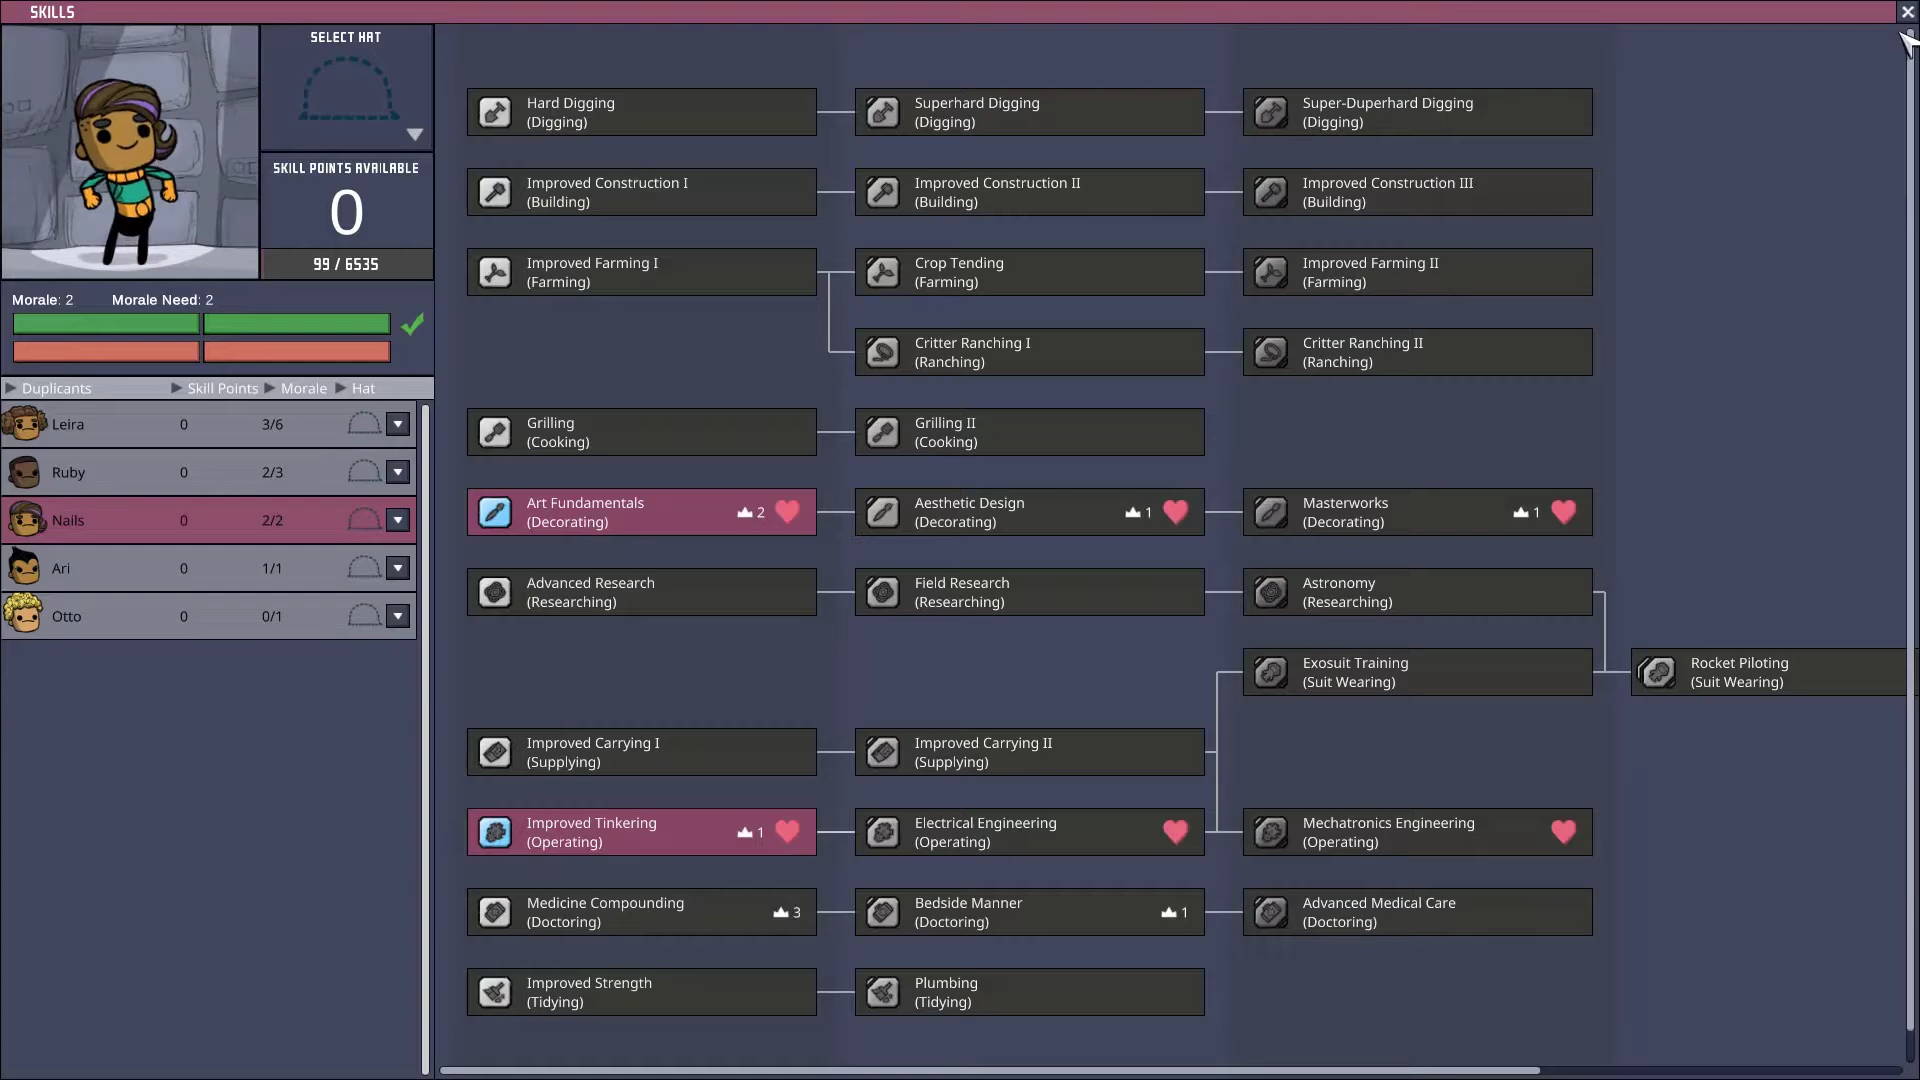 SKILLS
SELECT HAT
SKILL POINTS AVAILABLE
0
99 / 6535
Morale: 2 Morale Need: 2
Duplicants Skill Points Morale Hat
Leira 0 3/6
Ruby 0 2/3
Nails 0 2/2
Ari 0 1/1
Otto 0 0/1
Hard Digging
(Digging)
Superhard Digging
(Digging)
Super-Duperhard Digging
(Digging)
Improved Construction I
(Building)
Improved Construction II
(Building)
Improved Construction III
(Building)
Improved Farming I
(Farming)
Crop Tending
(Farming)
Improved Farming II
(Farming)
Critter Ranching I
(Ranching)
Critter Ranching II
(Ranching)
Grilling
(Cooking)
Grilling II
(Cooking)
Art Fundamentals
(Decorating)
2
Aesthetic Design
(Decorating)
1
Masterworks
(Decorating)
1
Advanced Research
(Researching)
Field Research
(Researching)
Astronomy
(Researching)
Exosuit Training
(Suit Wearing)
Rocket Piloting
(Suit Wearing)
Improved Carrying I
(Supplying)
Improved Carrying II
(Supplying)
Improved Tinkering
(Operating)
1
Electrical Engineering
(Operating)
Mechatronics Engineering
(Operating)
Medicine Compounding
(Doctoring)
3
Bedside Manner
(Doctoring)
1
Advanced Medical Care
(Doctoring)
Improved Strength
(Tidying)
Plumbing
(Tidying)